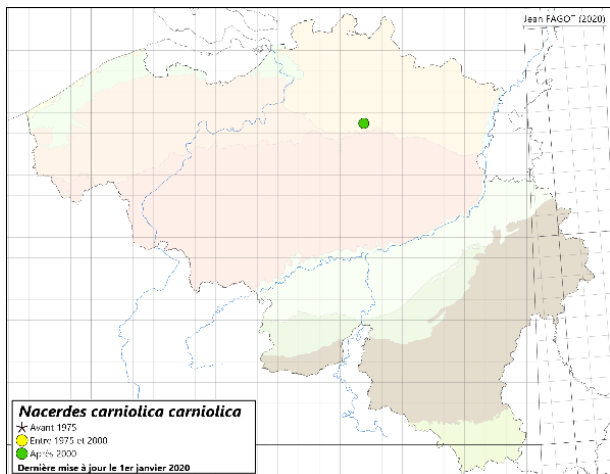 Jean FAGOT (2020)
Nacerdes carniolica carniolica
Avant 1975
Entre 1975 et 2000
Après 2000
Dernière mise à jour le 1er janvier 2020